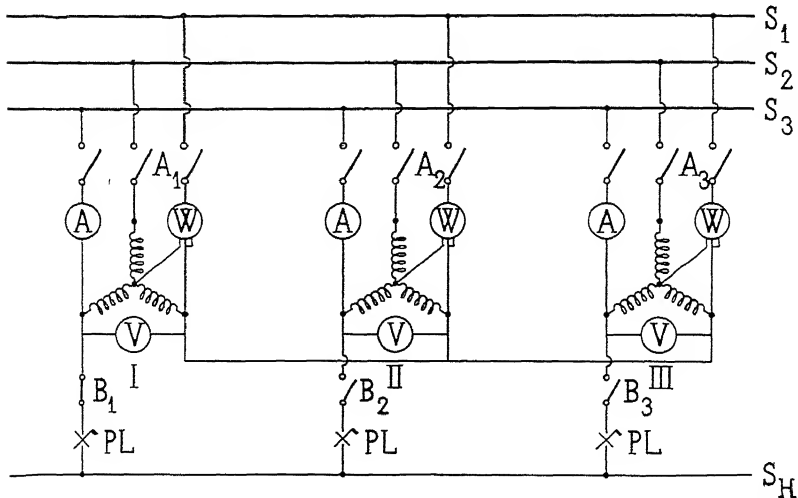 S1
S2
S3
A1 A2 A3
A W A W A W
V V V
I II III
B1 B2 B3
PL PL PL
SH